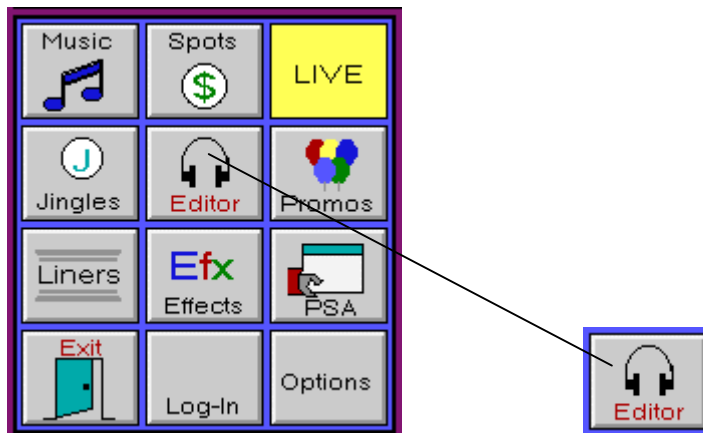 Music
Spots
$
LIVE
J
Jingles
Editor
Promos
Liners
Efx
Effects
PSA
Exit
Log-In
Options
Editor